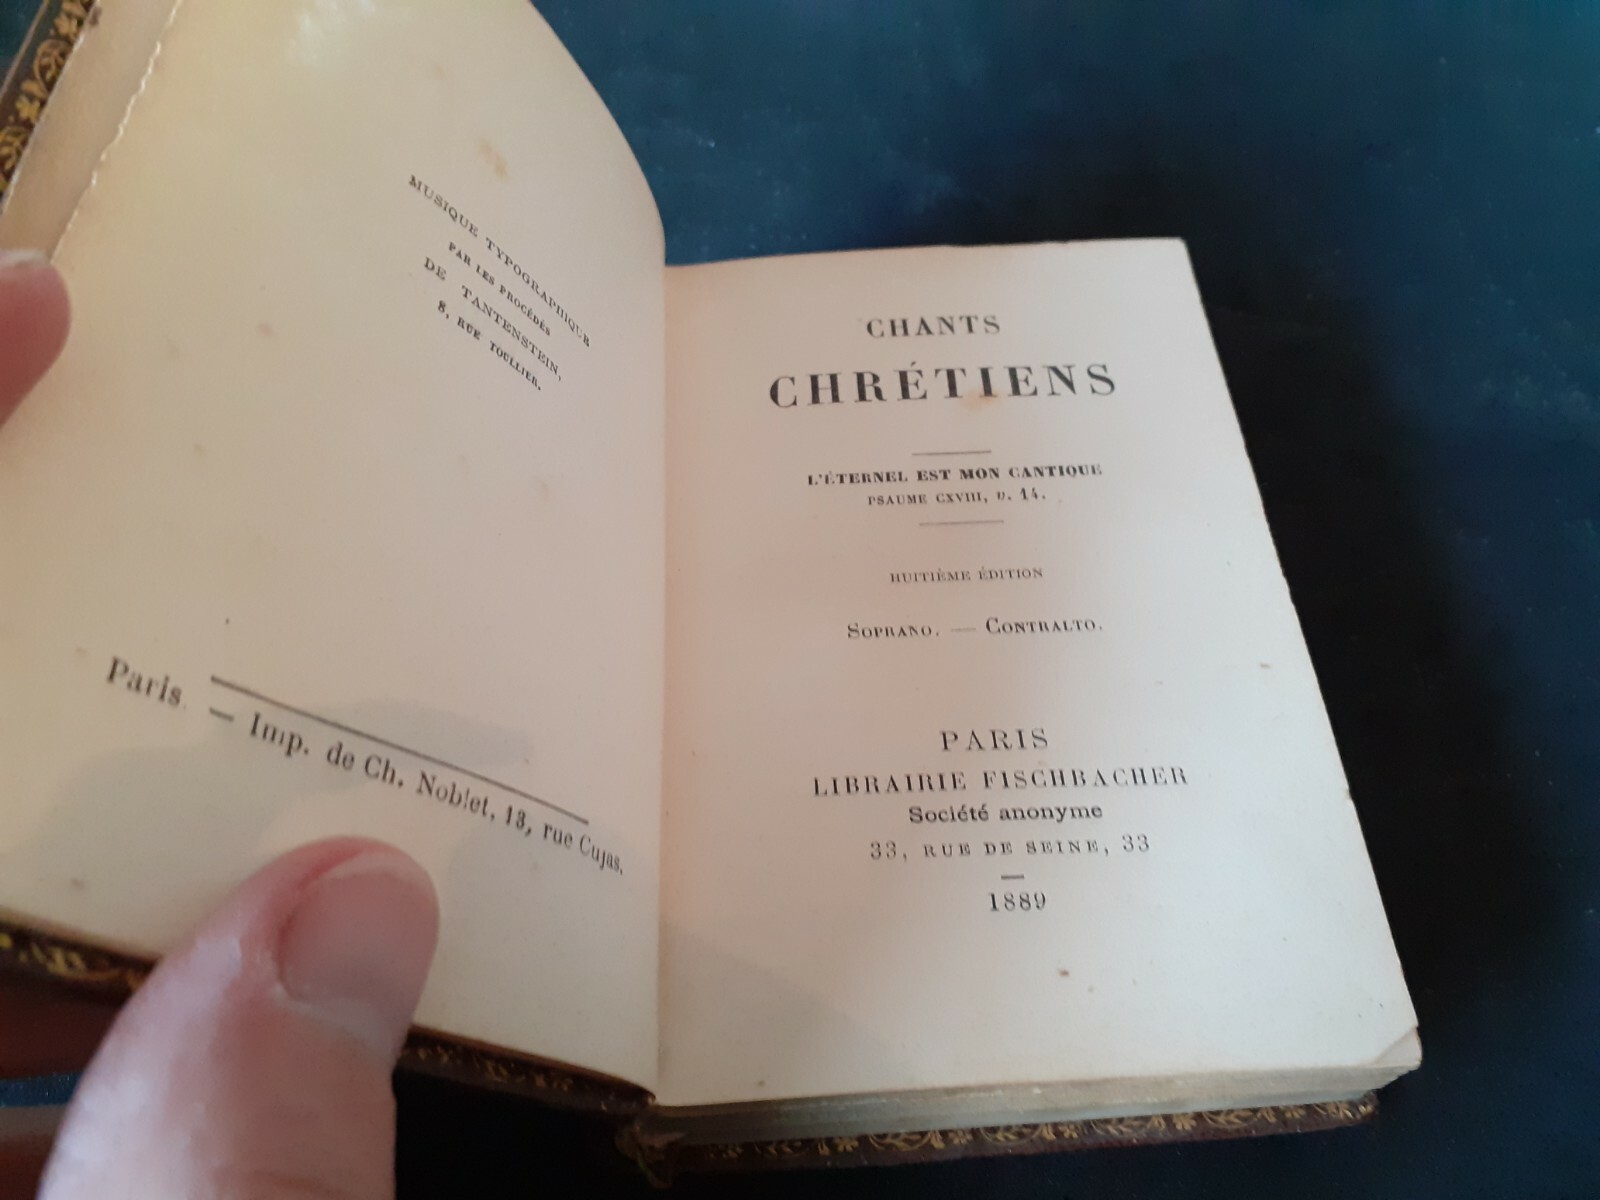 MUSIQUE TYPOGRAPHIQUE
PAR LES PROCÉDÉS
DE TANTENSTEIN,
8, RUE TOULLIER.
Paris. — Imp. de Ch. Noblet, 13, rue Cujas.
CHANTS
CHRÉTIENS
L'ÉTERNEL EST MON CANTIQUE
PSAUME CXVIII, v. 14.
HUITIÈME ÉDITION
SOPRANO. — CONTRALTO.
PARIS
LIBRAIRIE FISCHBACHER
Société anonyme
33, RUE DE SEINE, 33
1889